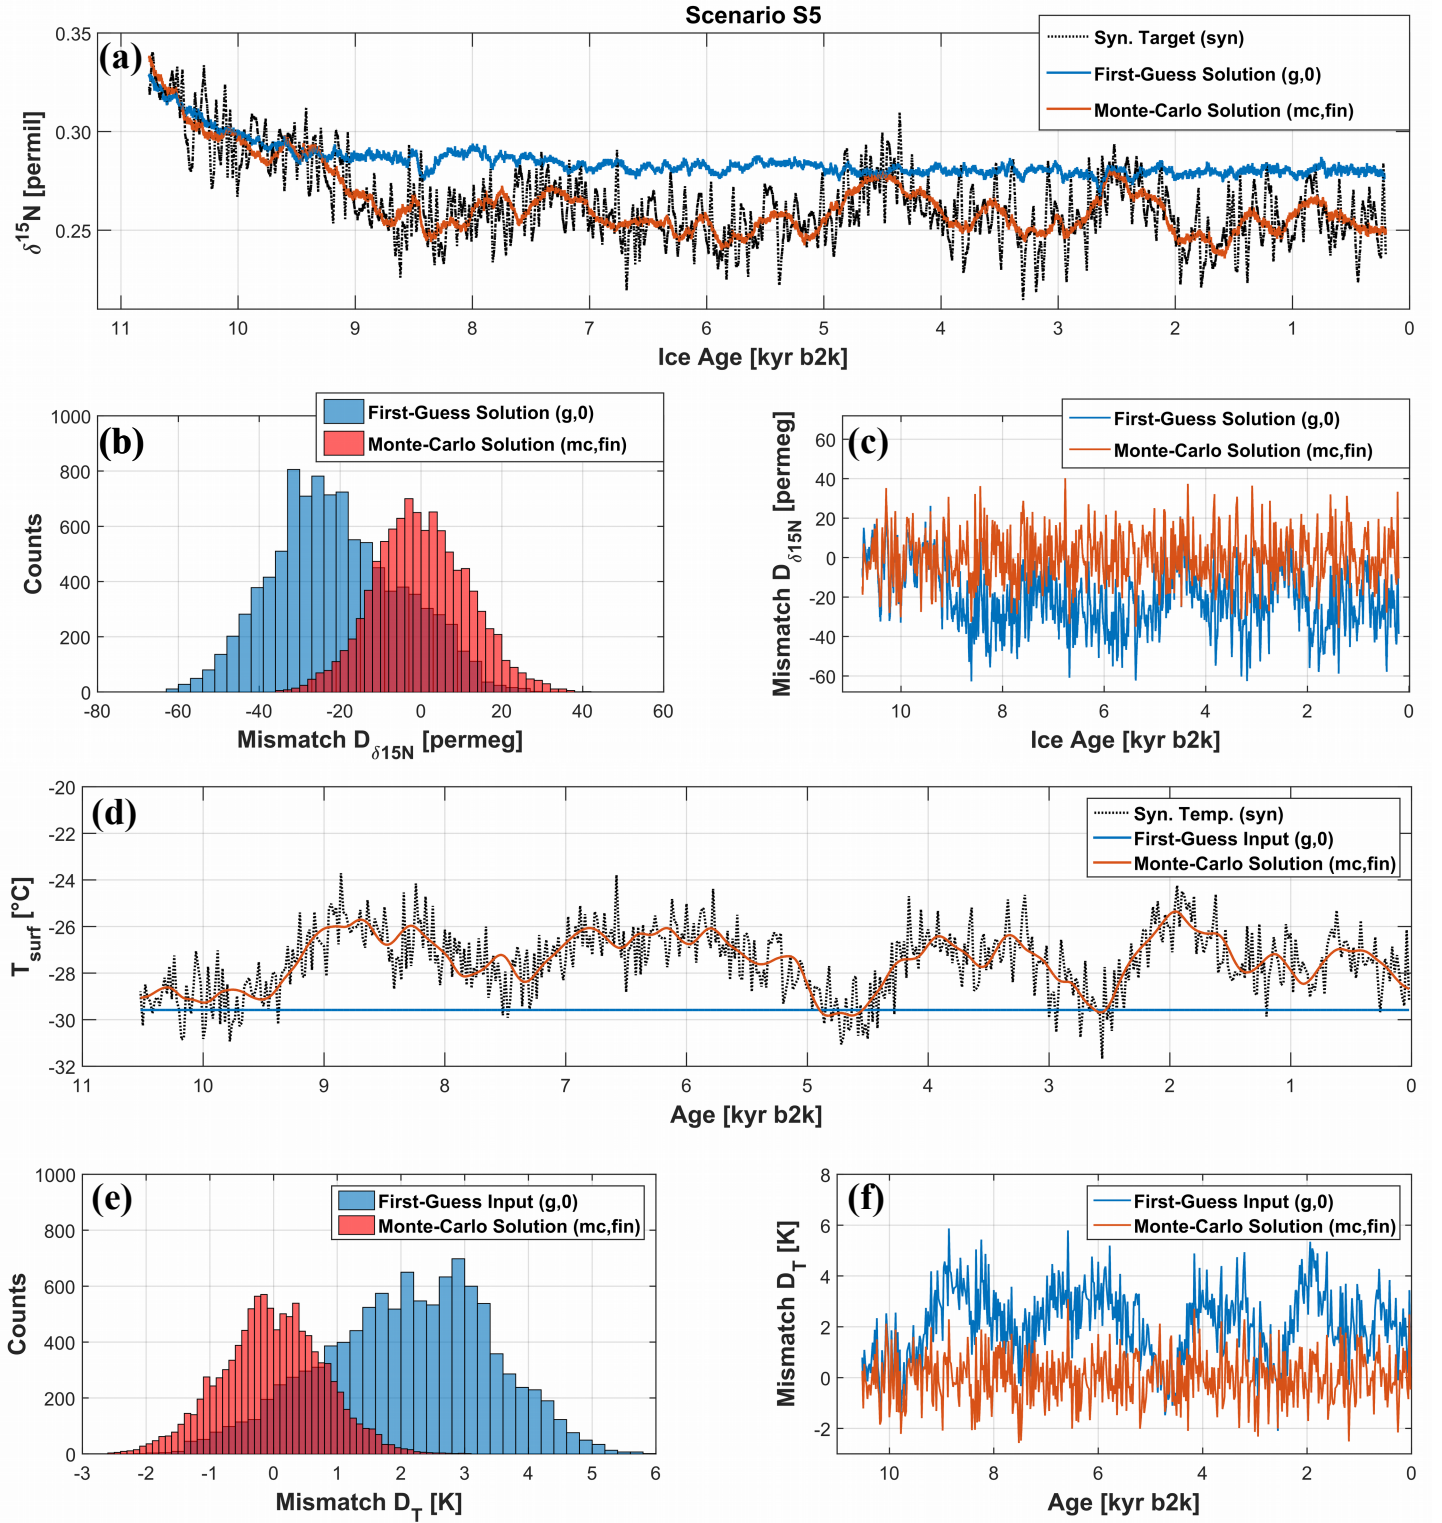 Scenario S5
(a)
0.35
0.30
0.25
δ15N [permil]
Syn. Target (syn)
First-Guess Solution (g,0)
Monte-Carlo Solution (mc,fin)
11 10 9 8 7 6 5 4 3 2 1 0
Ice Age [kyr b2k]
(b)
1000
800
600
400
200
0
Counts
First-Guess Solution (g,0)
Monte-Carlo Solution (mc,fin)
-80 -60 -40 -20 0 20 40 60
Mismatch Dδ15N [permeg]
(c)
60
40
20
0
-20
-40
-60
Mismatch Dδ15N [permeg]
First-Guess Solution (g,0)
Monte-Carlo Solution (mc,fin)
10 8 6 4 2 0
Ice Age [kyr b2k]
(d)
-20
-22
-24
-26
-28
-30
-32
Tsurf [°C]
Syn. Temp. (syn)
First-Guess Input (g,0)
Monte-Carlo Solution (mc,fin)
11 10 9 8 7 6 5 4 3 2 1 0
Age [kyr b2k]
(e)
1000
800
600
400
200
0
Counts
First-Guess Input (g,0)
Monte-Carlo Solution (mc,fin)
-3 -2 -1 0 1 2 3 4 5 6
Mismatch DT [K]
(f)
8
6
4
2
0
-2
Mismatch DT [K]
First-Guess Input (g,0)
Monte-Carlo Solution (mc,fin)
10 8 6 4 2 0
Age [kyr b2k]